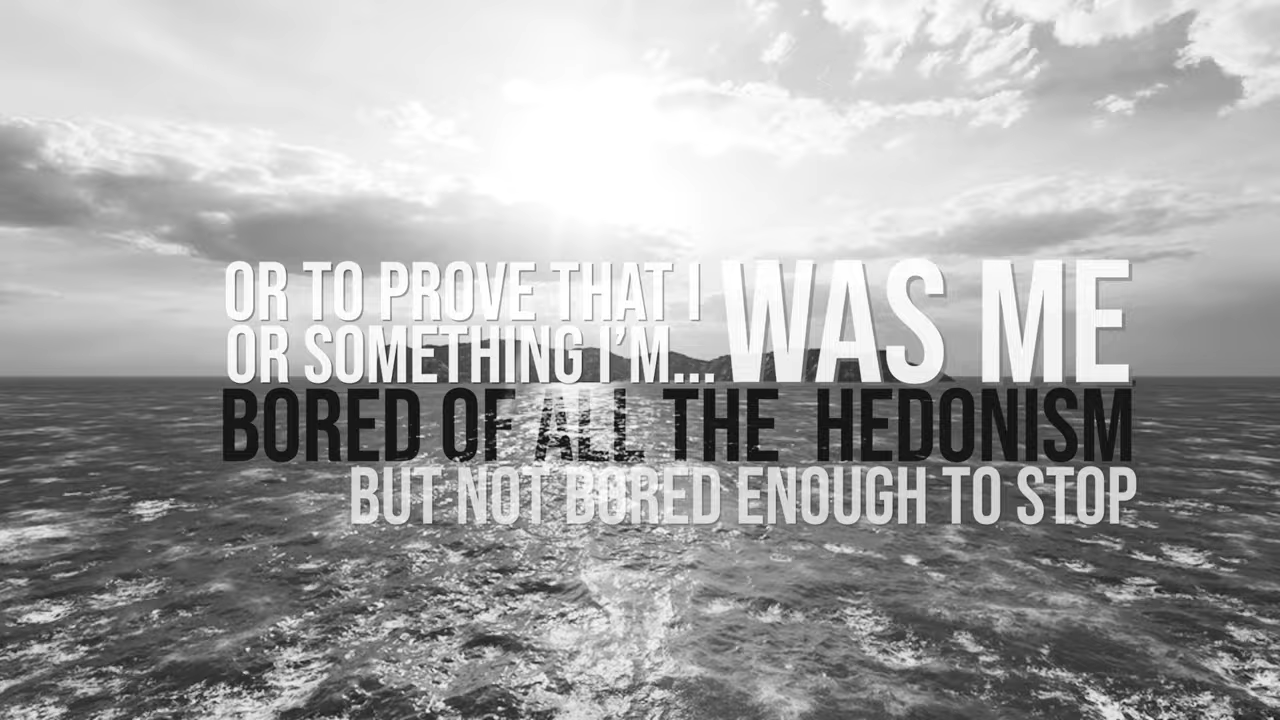 OR TO PROVE THAT I WAS ME
OR SOMETHING I'M...
BORED OF ALL THE HEDONISM
BUT NOT BORED ENOUGH TO STOP